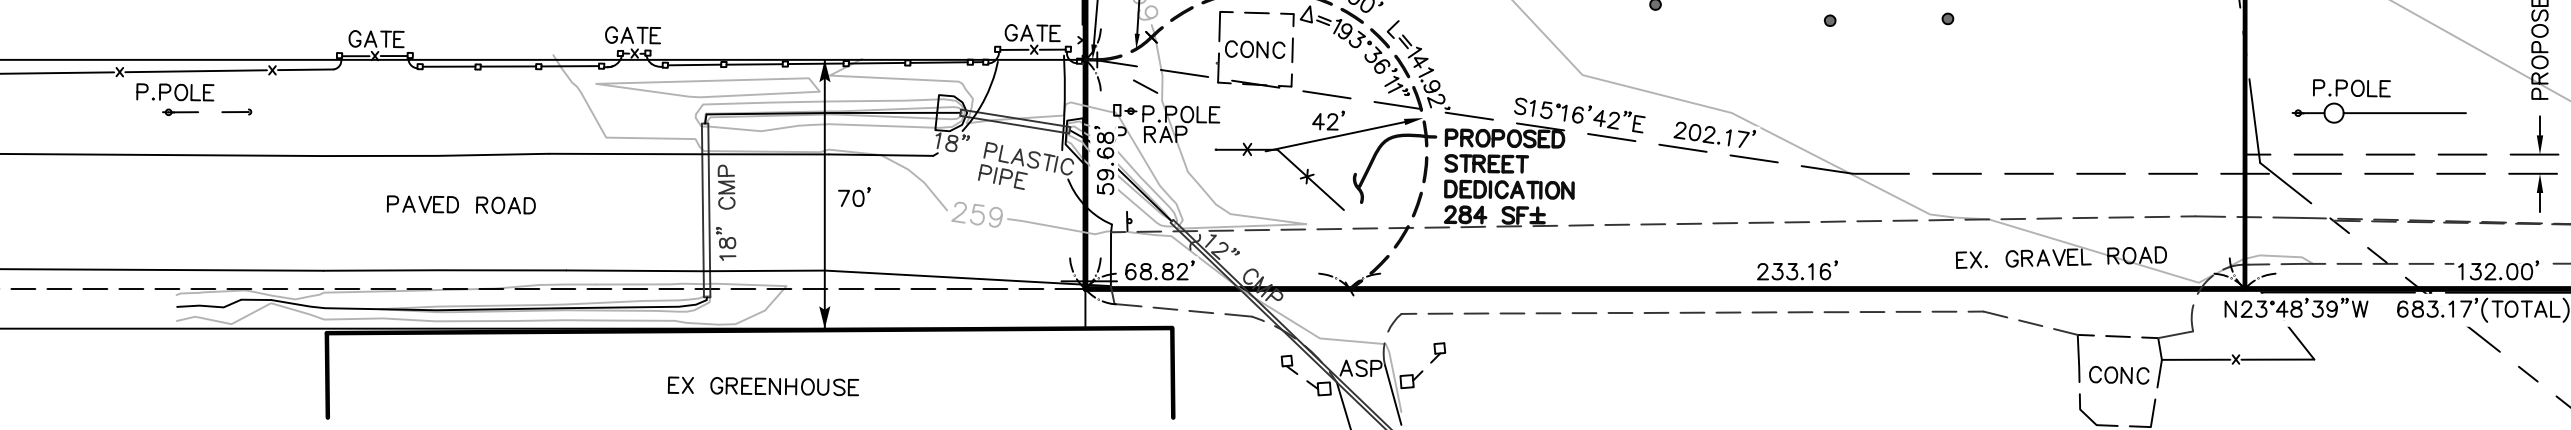 GATE
GATE
GATE
P.POLE
CONC
Δ=193°36'11"
L=141.92'
P.POLE
RAP
42'
S15°16'42"E 202.17'
PROPOSED
STREET
DEDICATION
284 SF±
P.POLE
18" PLASTIC
PIPE
59.68'
PAVED ROAD
18" CMP
70'
259
12" CMP
68.82'
233.16'
EX. GRAVEL ROAD
132.00'
N23°48'39"W 683.17'(TOTAL)
EX GREENHOUSE
ASP
CONC